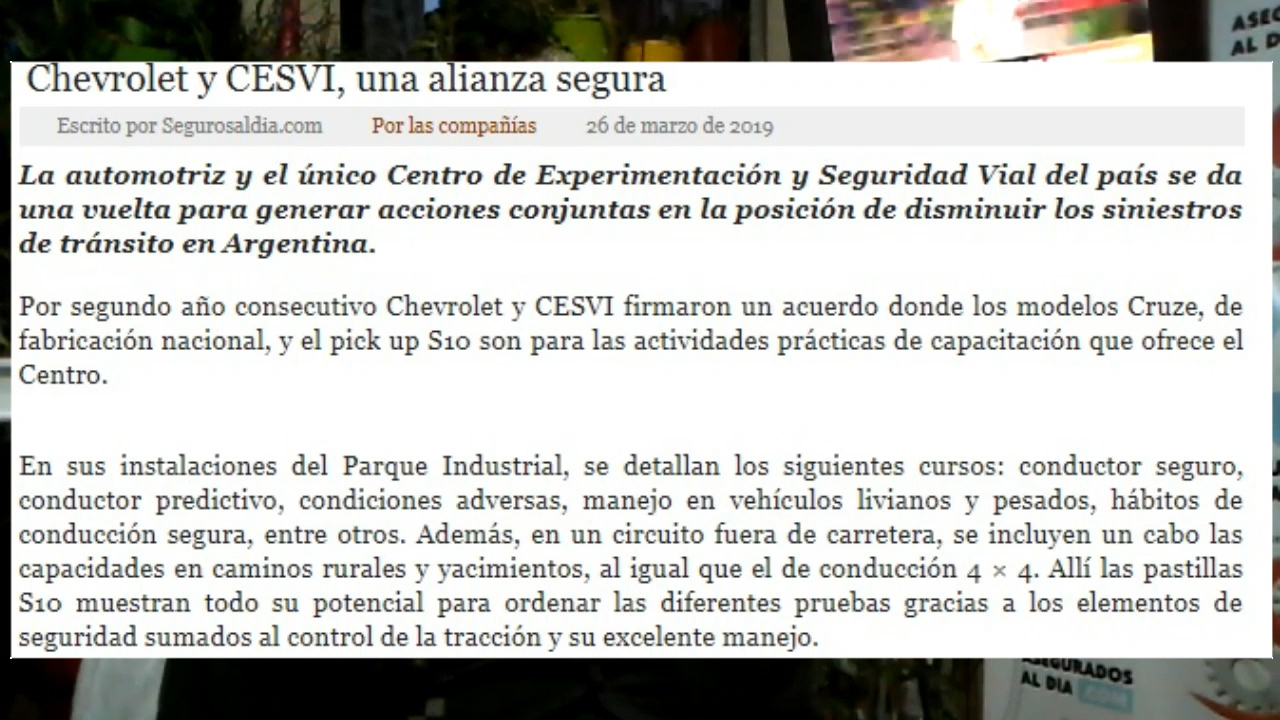 ASEG
AL D
Chevrolet y CESVI, una alianza segura
Escrito por Segurosaldia.com Por las compañías 26 de marzo de 2019
La automotriz y el único Centro de Experimentación y Seguridad Vial del país se da
una vuelta para generar acciones conjuntas en la posición de disminuir los siniestros
de tránsito en Argentina.
Por segundo año consecutivo Chevrolet y CESVI firmaron un acuerdo donde los modelos Cruze, de
fabricación nacional, y el pick up S10 son para las actividades prácticas de capacitación que ofrece el
Centro.
En sus instalaciones del Parque Industrial, se detallan los siguientes cursos: conductor seguro,
conductor predictivo, condiciones adversas, manejo en vehículos livianos y pesados, hábitos de
conducción segura, entre otros. Además, en un circuito fuera de carretera, se incluyen un cabo las
capacidades en caminos rurales y yacimientos, al igual que el de conducción 4 × 4. Allí las pastillas
S10 muestran todo su potencial para ordenar las diferentes pruebas gracias a los elementos de
seguridad sumados al control de la tracción y su excelente manejo.
ASEGURADOS
AL DIA